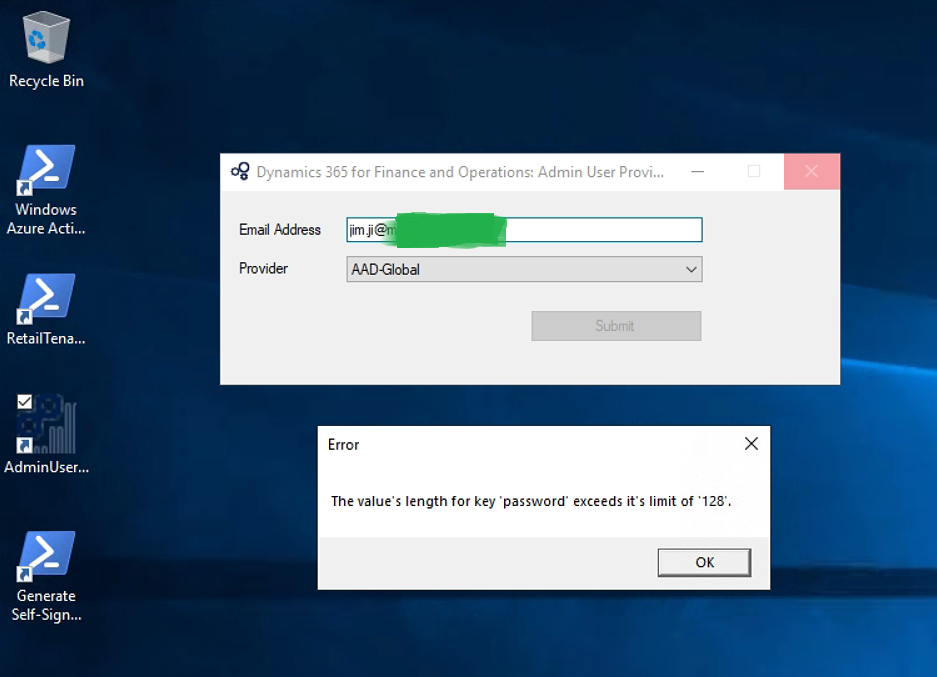 Recycle Bin
Windows
Azure Acti...
RetailTena...
AdminUser...
Generate
Self-Sign...
Dynamics 365 for Finance and Operations: Admin User Provi...
Email Address
jim.ji@m
Provider
AAD-Global
Submit
Error
The value's length for key 'password' exceeds it's limit of '128'.
OK